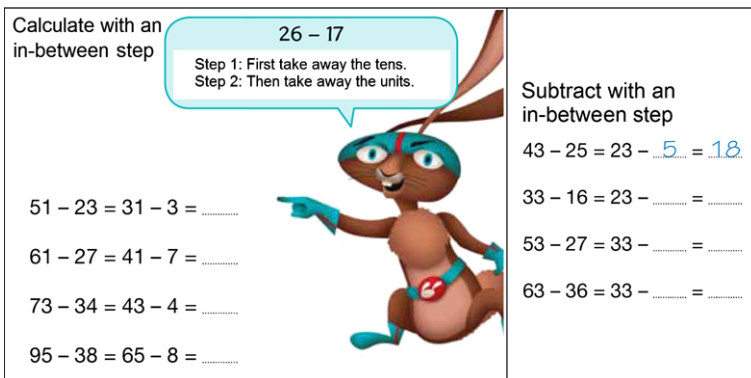 Calculate with an
in-between step
26 – 17
Step 1: First take away the tens.
Step 2: Then take away the units.
51 – 23 = 31 – 3 = ............
61 – 27 = 41 – 7 = ............
73 – 34 = 43 – 4 = ............
95 – 38 = 65 – 8 = ............
Subtract with an
in-between step
43 – 25 = 23 – 5 = 18
33 – 16 = 23 – ............ = ............
53 – 27 = 33 – ............ = ............
63 – 36 = 33 – ............ = ............